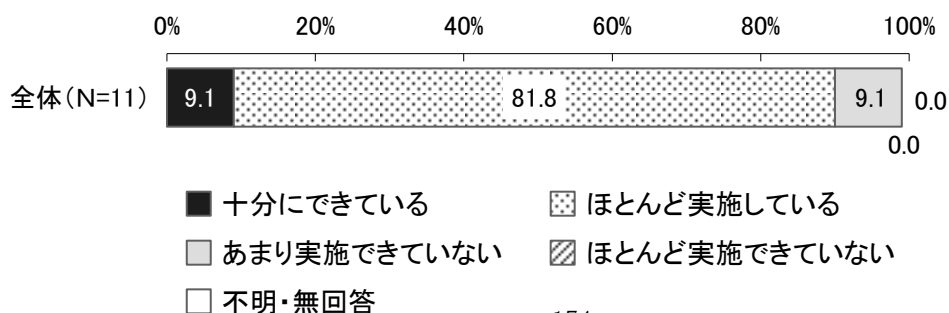 0% 20% 40% 60% 80% 100%
全体(N=11) 9.1 81.8 9.1 0.0
0.0
十分にできている ほとんど実施している
あまり実施できていない ほとんど実施できていない
不明・無回答